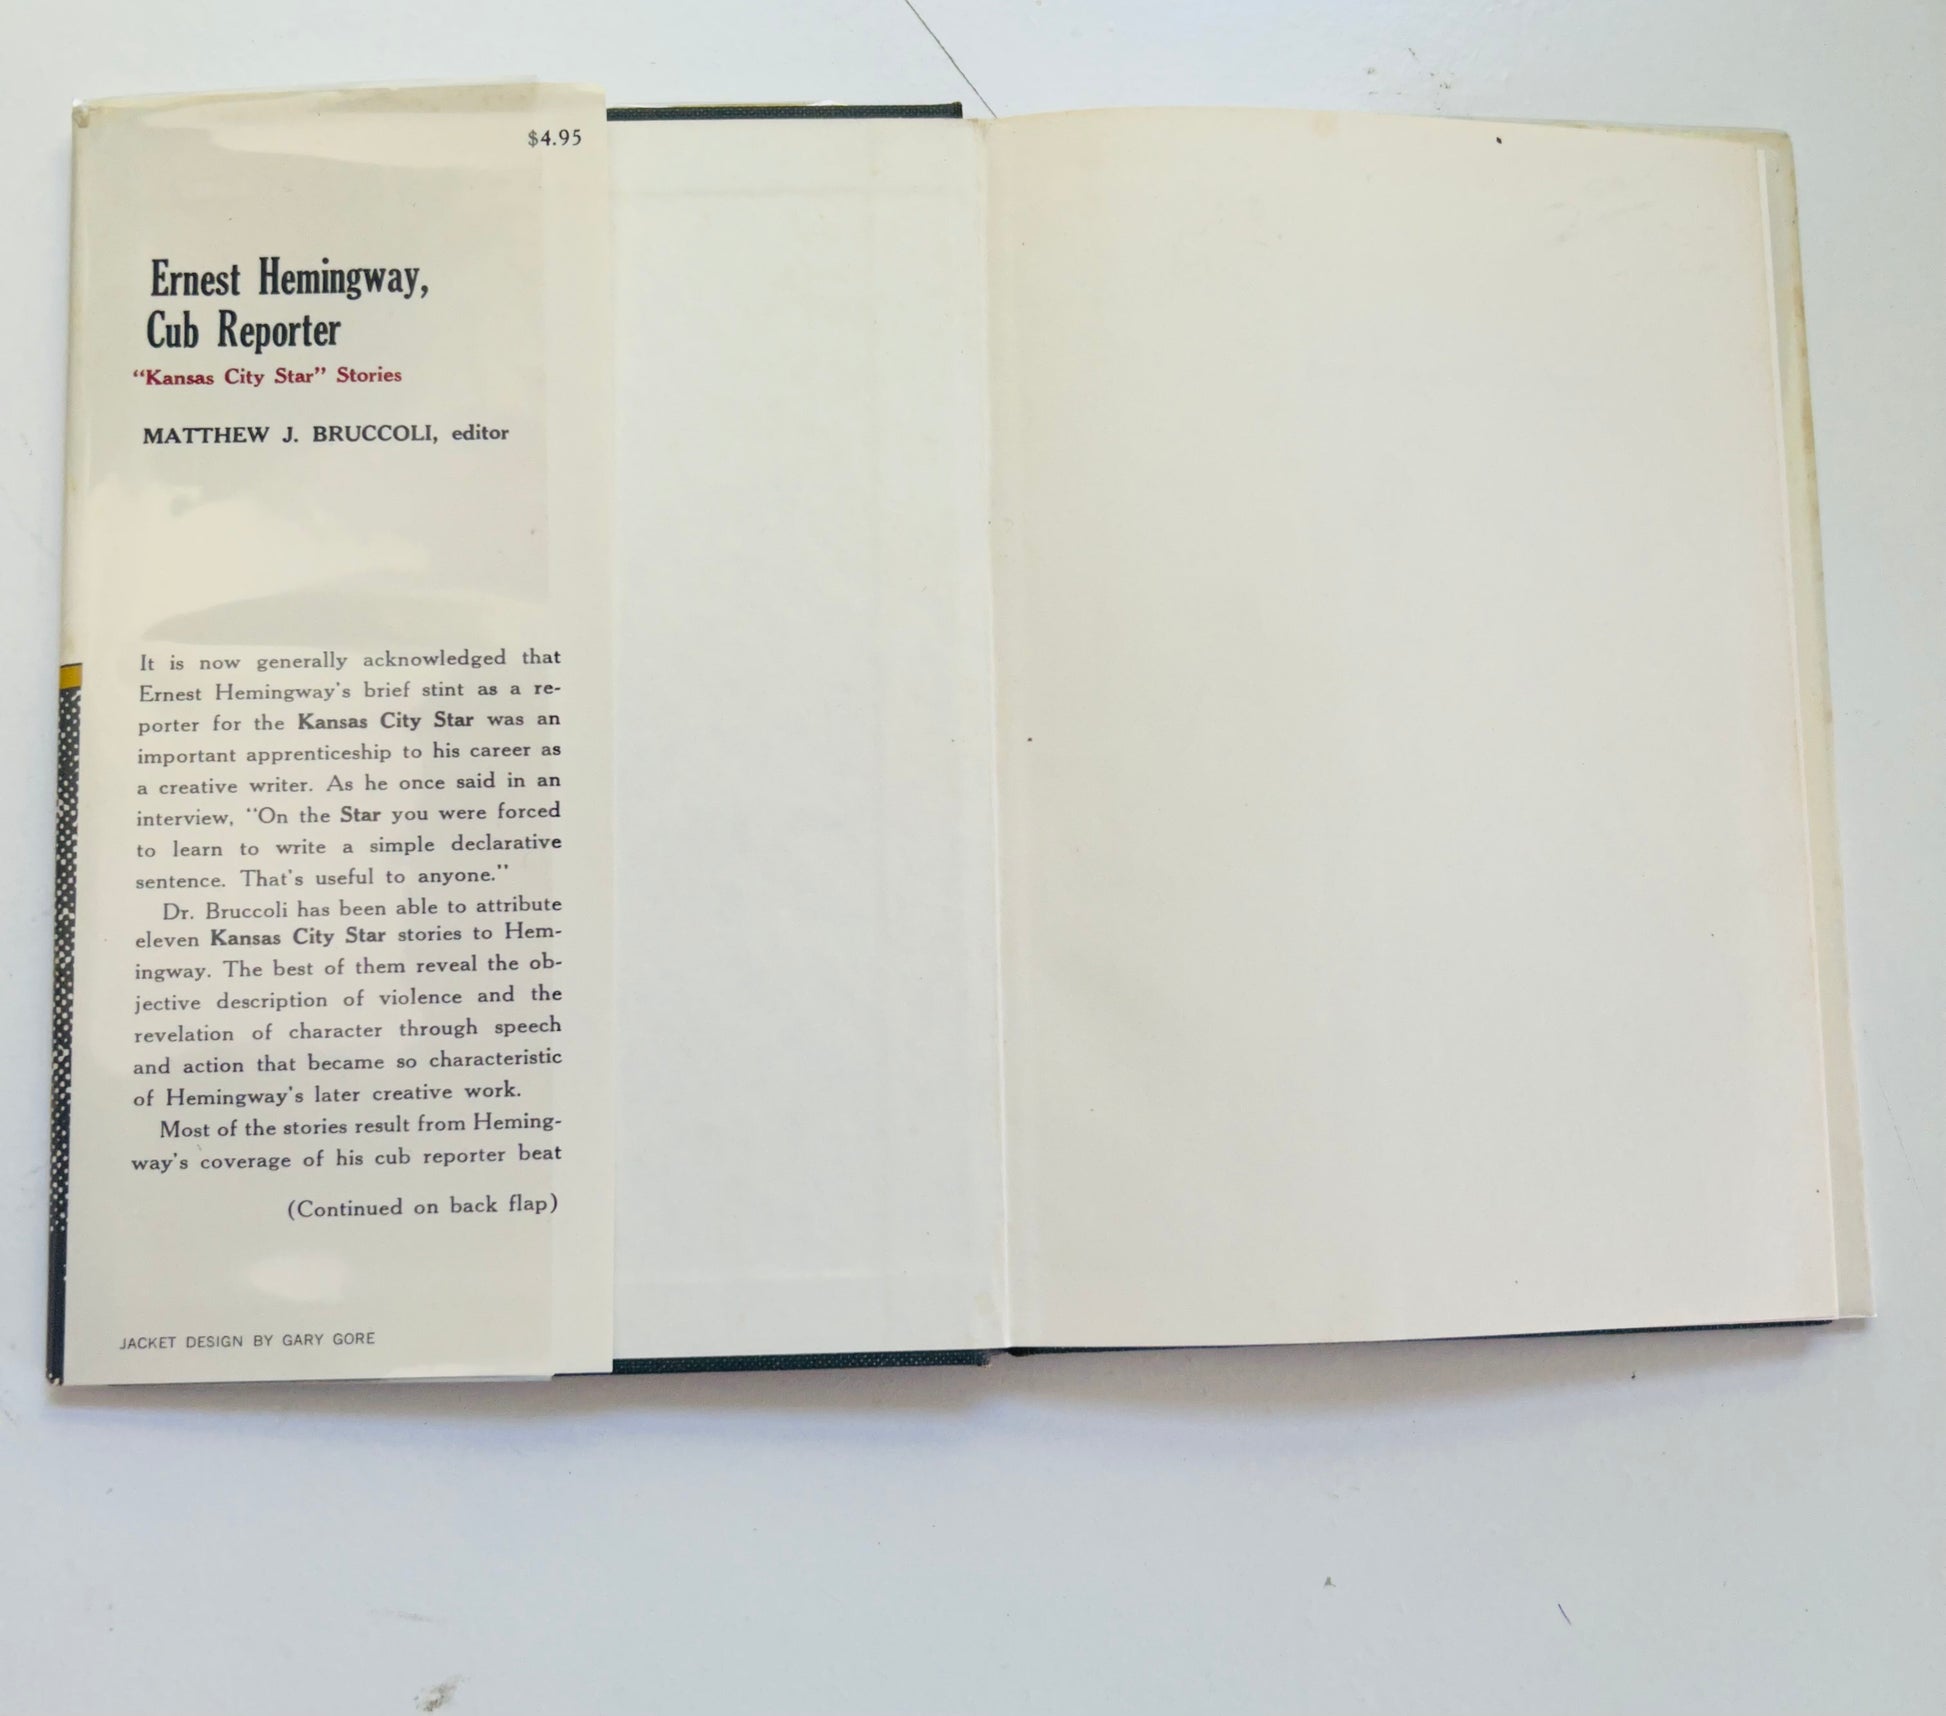 $4.95
Ernest Hemingway,
Cub Reporter
“Kansas City Star” Stories
MATTHEW J. BRUCCOLI, editor
It is now generally acknowledged that
Ernest Hemingway's brief stint as a re-
porter for the Kansas City Star was an
important apprenticeship to his career as
a creative writer. As he once said in an
interview, “On the Star you were forced
to learn to write a simple declarative
sentence. That's useful to anyone.”
Dr. Bruccoli has been able to attribute
eleven Kansas City Star stories to Hem-
ingway. The best of them reveal the ob-
jective description of violence and the
revelation of character through speech
and action that became so characteristic
of Hemingway's later creative work.
Most of the stories result from Heming-
way's coverage of his cub reporter beat
(Continued on back flap)
JACKET DESIGN BY GARY GORE